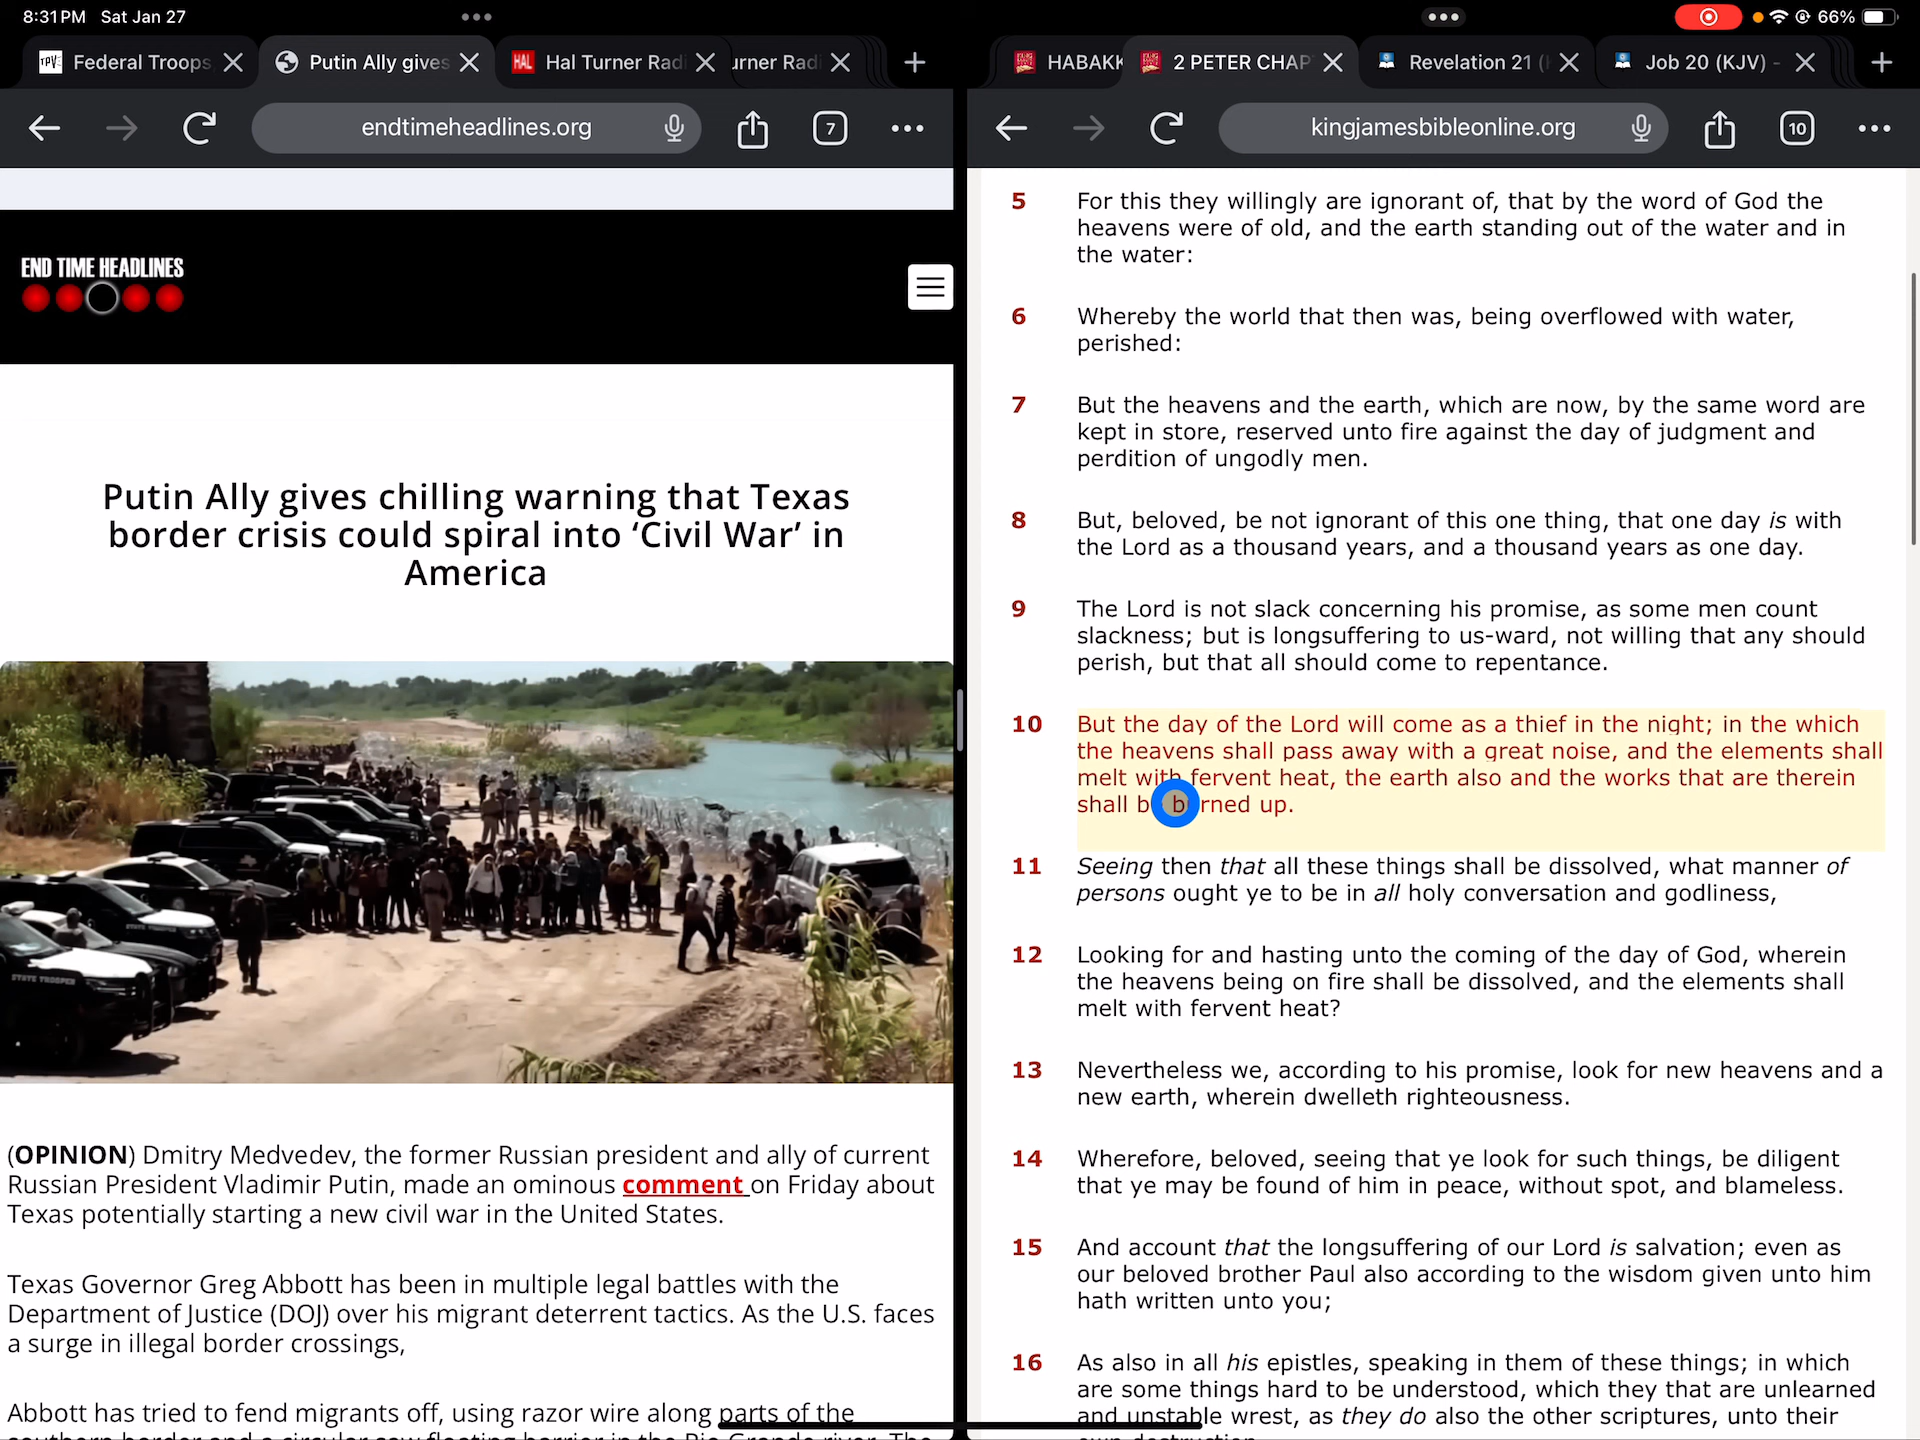 8:31 PM Sat Jan 27
66%
TPV Federal Troops
Putin Ally gives
HAL Hal Turner Radi
urner Radi
HABAKK
2 PETER CHAP
Revelation 21 (
Job 20 (KJV) -
endtimeheadlines.org
7
kingjamesbibleonline.org
10
END TIME HEADLINES
Putin Ally gives chilling warning that Texas
border crisis could spiral into ‘Civil War’ in
America
STATE TROOPER
STATE TROOPER
(OPINION) Dmitry Medvedev, the former Russian president and ally of current
Russian President Vladimir Putin, made an ominous comment on Friday about
Texas potentially starting a new civil war in the United States.
Texas Governor Greg Abbott has been in multiple legal battles with the
Department of Justice (DOJ) over his migrant deterrent tactics. As the U.S. faces
a surge in illegal border crossings,
Abbott has tried to fend migrants off, using razor wire along parts of the
southern border and a circular saw floating barrier in the Rio Grande river. The
5 For this they willingly are ignorant of, that by the word of God the
heavens were of old, and the earth standing out of the water and in
the water:
6 Whereby the world that then was, being overflowed with water,
perished:
7 But the heavens and the earth, which are now, by the same word are
kept in store, reserved unto fire against the day of judgment and
perdition of ungodly men.
8 But, beloved, be not ignorant of this one thing, that one day is with
the Lord as a thousand years, and a thousand years as one day.
9 The Lord is not slack concerning his promise, as some men count
slackness; but is longsuffering to us-ward, not willing that any should
perish, but that all should come to repentance.
10 But the day of the Lord will come as a thief in the night; in the which
the heavens shall pass away with a great noise, and the elements shall
melt with fervent heat, the earth also and the works that are therein
shall be burned up.
11 Seeing then that all these things shall be dissolved, what manner of
persons ought ye to be in all holy conversation and godliness,
12 Looking for and hasting unto the coming of the day of God, wherein
the heavens being on fire shall be dissolved, and the elements shall
melt with fervent heat?
13 Nevertheless we, according to his promise, look for new heavens and a
new earth, wherein dwelleth righteousness.
14 Wherefore, beloved, seeing that ye look for such things, be diligent
that ye may be found of him in peace, without spot, and blameless.
15 And account that the longsuffering of our Lord is salvation; even as
our beloved brother Paul also according to the wisdom given unto him
hath written unto you;
16 As also in all his epistles, speaking in them of these things; in which
are some things hard to be understood, which they that are unlearned
and unstable wrest, as they do also the other scriptures, unto their
own destruction